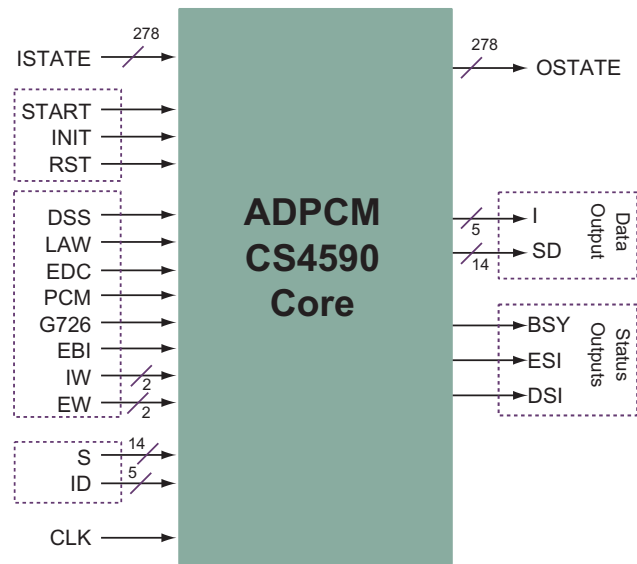 278
ISTATE
START
INIT
RST
DSS
LAW
EDC
PCM
G726
EBI
IW
2
EW
2
14
S
5
ID
CLK
ADPCM
CS4590
Core
278
OSTATE
I
5
SD
14
Data
Output
BSY
ESI
DSI
Status
Outputs